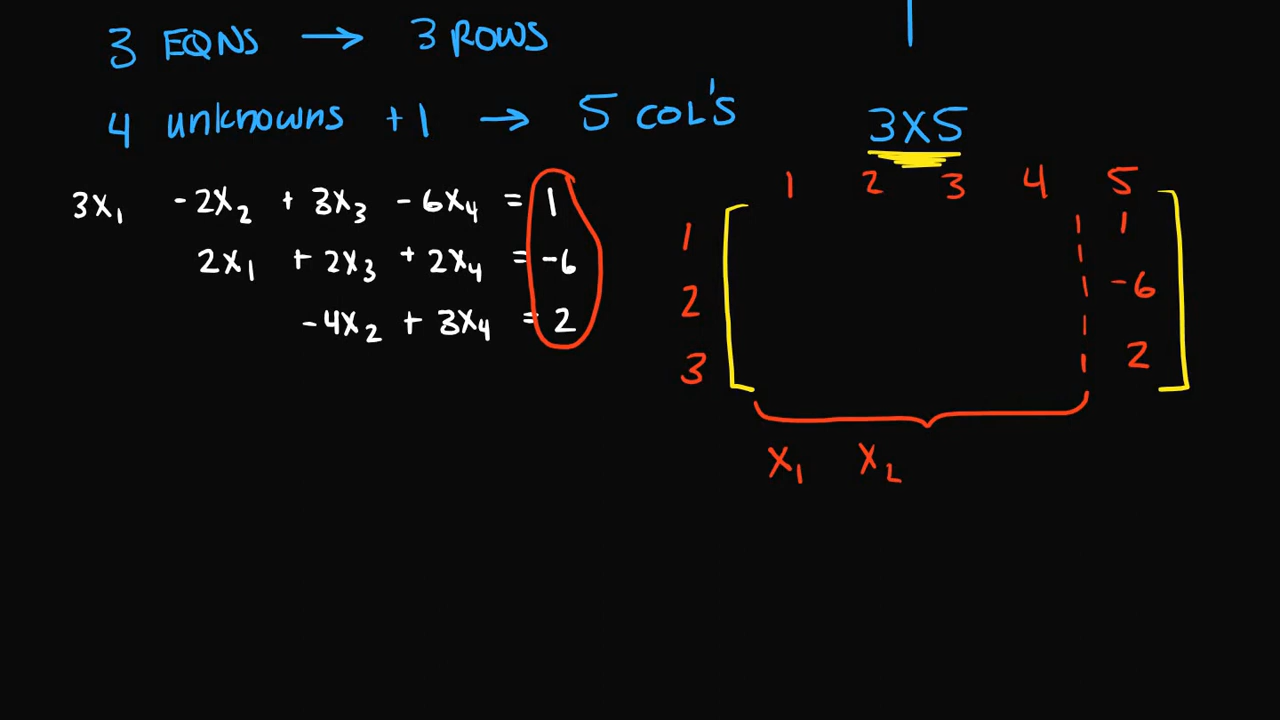 3 EQNS → 3 ROWS
4 unknowns +1 → 5 COL'S
3X5
3x₁ -2x₂ + 3x₃ - 6x₄ = 1
2x₁ + 2x₃ + 2x₄ = -6
-4x₂ + 3x₄ = 2
1 2 3 4 5
1 1
2 -6
3 2
x₁ x₂